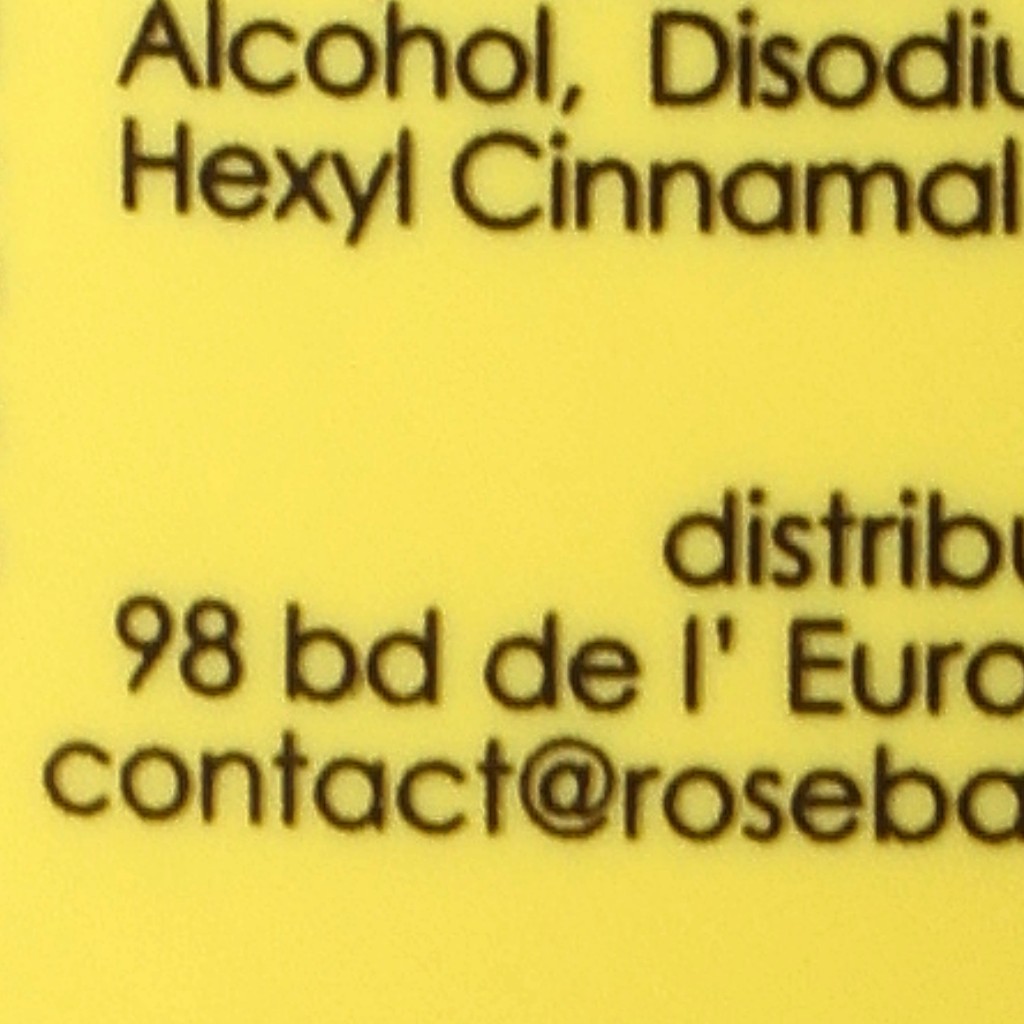 Alcohol, Disodiu
Hexyl Cinnamal
distribu
98 bd de l' Euro
contact@roseba